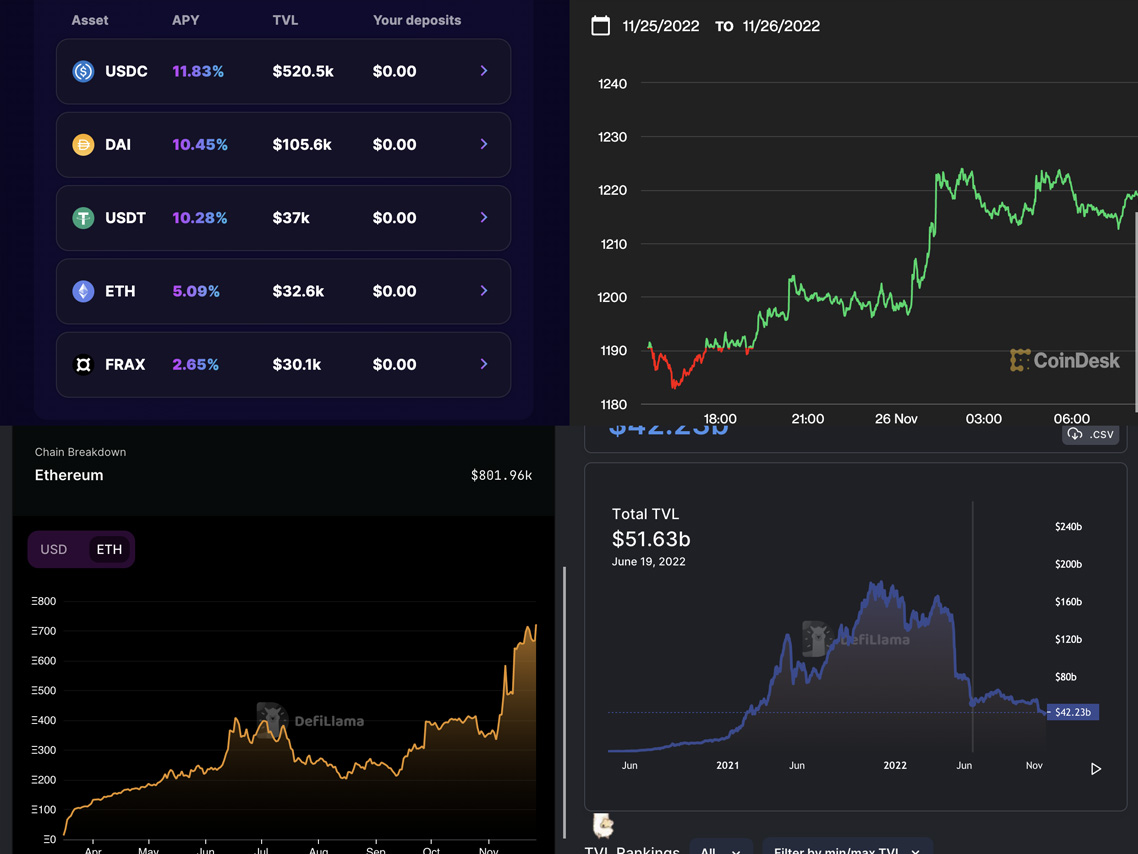 Asset APY TVL Your deposits
USDC 11.83% $520.5k $0.00
DAI 10.45% $105.6k $0.00
USDT 10.28% $37k $0.00
ETH 5.09% $32.6k $0.00
FRAX 2.65% $30.1k $0.00
11/25/2022 TO 11/26/2022
1240
1230
1220
1210
1200
1190
1180
CoinDesk
18:00 21:00 26 Nov 03:00 06:00
Chain Breakdown
Ethereum $801.96k
USD ETH
Ξ800
Ξ700
Ξ600
Ξ500
Ξ400
Ξ300
Ξ200
Ξ100
Ξ0
DefiLlama
Apr May Jun Jul Aug Sep Oct Nov
$42.23b
.CSV
Total TVL
$51.63b
June 19, 2022
$240b
$200b
$160b
$120b
$80b
$42.23b
DefiLlama
Jun 2021 Jun 2022 Jun Nov
TVL Rankings All Filter by min/max TVL